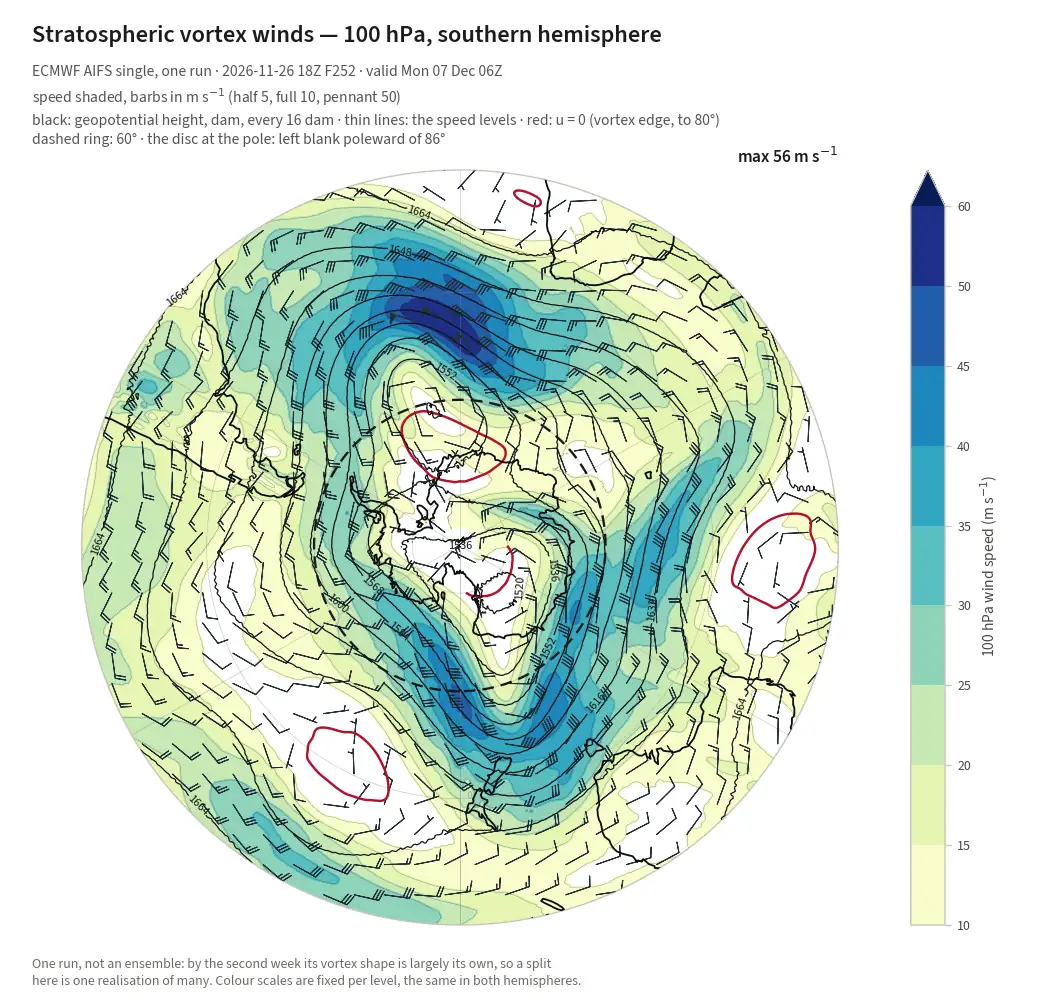 Stratospheric vortex winds — 100 hPa, southern hemisphere
ECMWF AIFS single, one run · 2026-11-26 18Z F252 · valid Mon 07 Dec 06Z
speed shaded, barbs in m s⁻¹ (half 5, full 10, pennant 50)
black: geopotential height, dam, every 16 dam · thin lines: the speed levels · red: u = 0 (vortex edge, to 80°)
dashed ring: 60° · the disc at the pole: left blank poleward of 86°
max 56 m s⁻¹
1664
1648
1664
1552
1664
1536
1536
1520
1568
1600
1632
1552
1616
1664
1664
60
50
45
40
35
30
25
20
15
10
100 hPa wind speed (m s⁻¹)
One run, not an ensemble: by the second week its vortex shape is largely its own, so a split
here is one realisation of many. Colour scales are fixed per level, the same in both hemispheres.